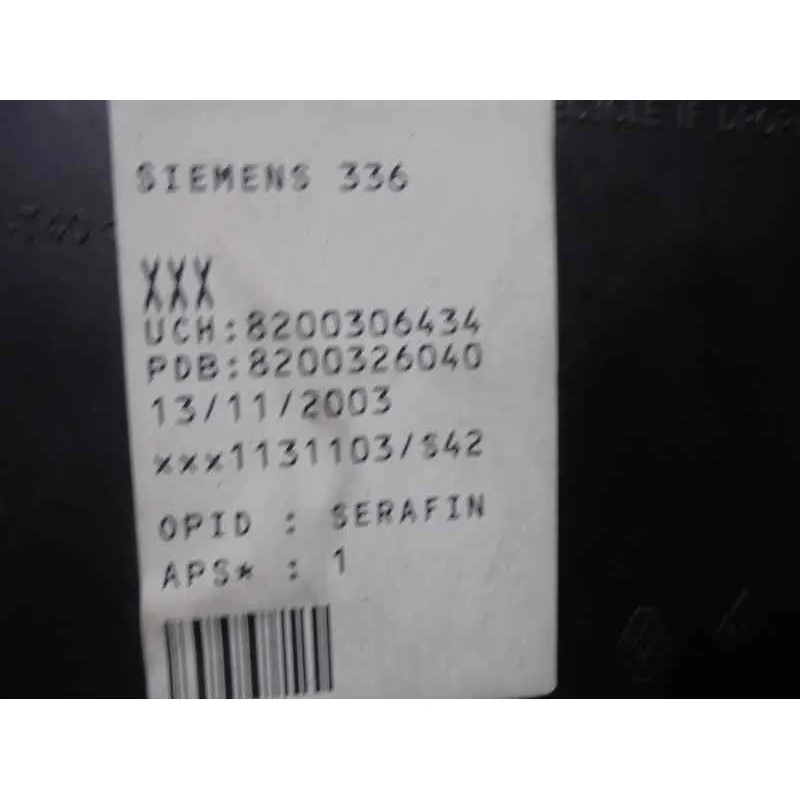 SIEMENS 336
XXX
UCH:8200306434
PDB:8200326040
13/11/2003
xxx1131103/S42
OPID : SERAFIN
APS* : 1